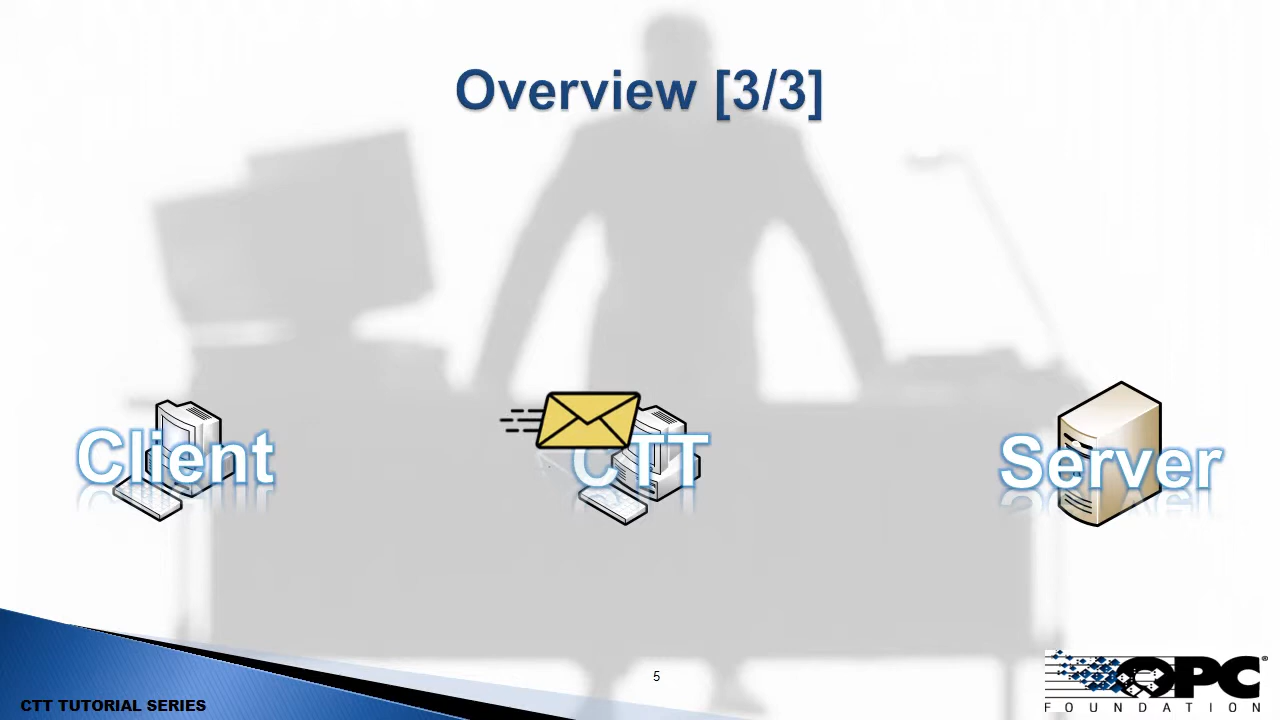 Overview [3/3]
Client
CTT
Server
5
CTT TUTORIAL SERIES
OPC®
FOUNDATION